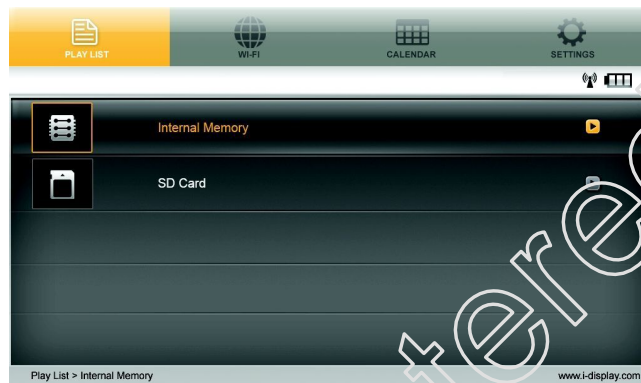 PLAY LIST
WI-FI
CALENDAR
SETTINGS
Internal Memory
SD Card
Play List > Internal Memory
www.i-display.com